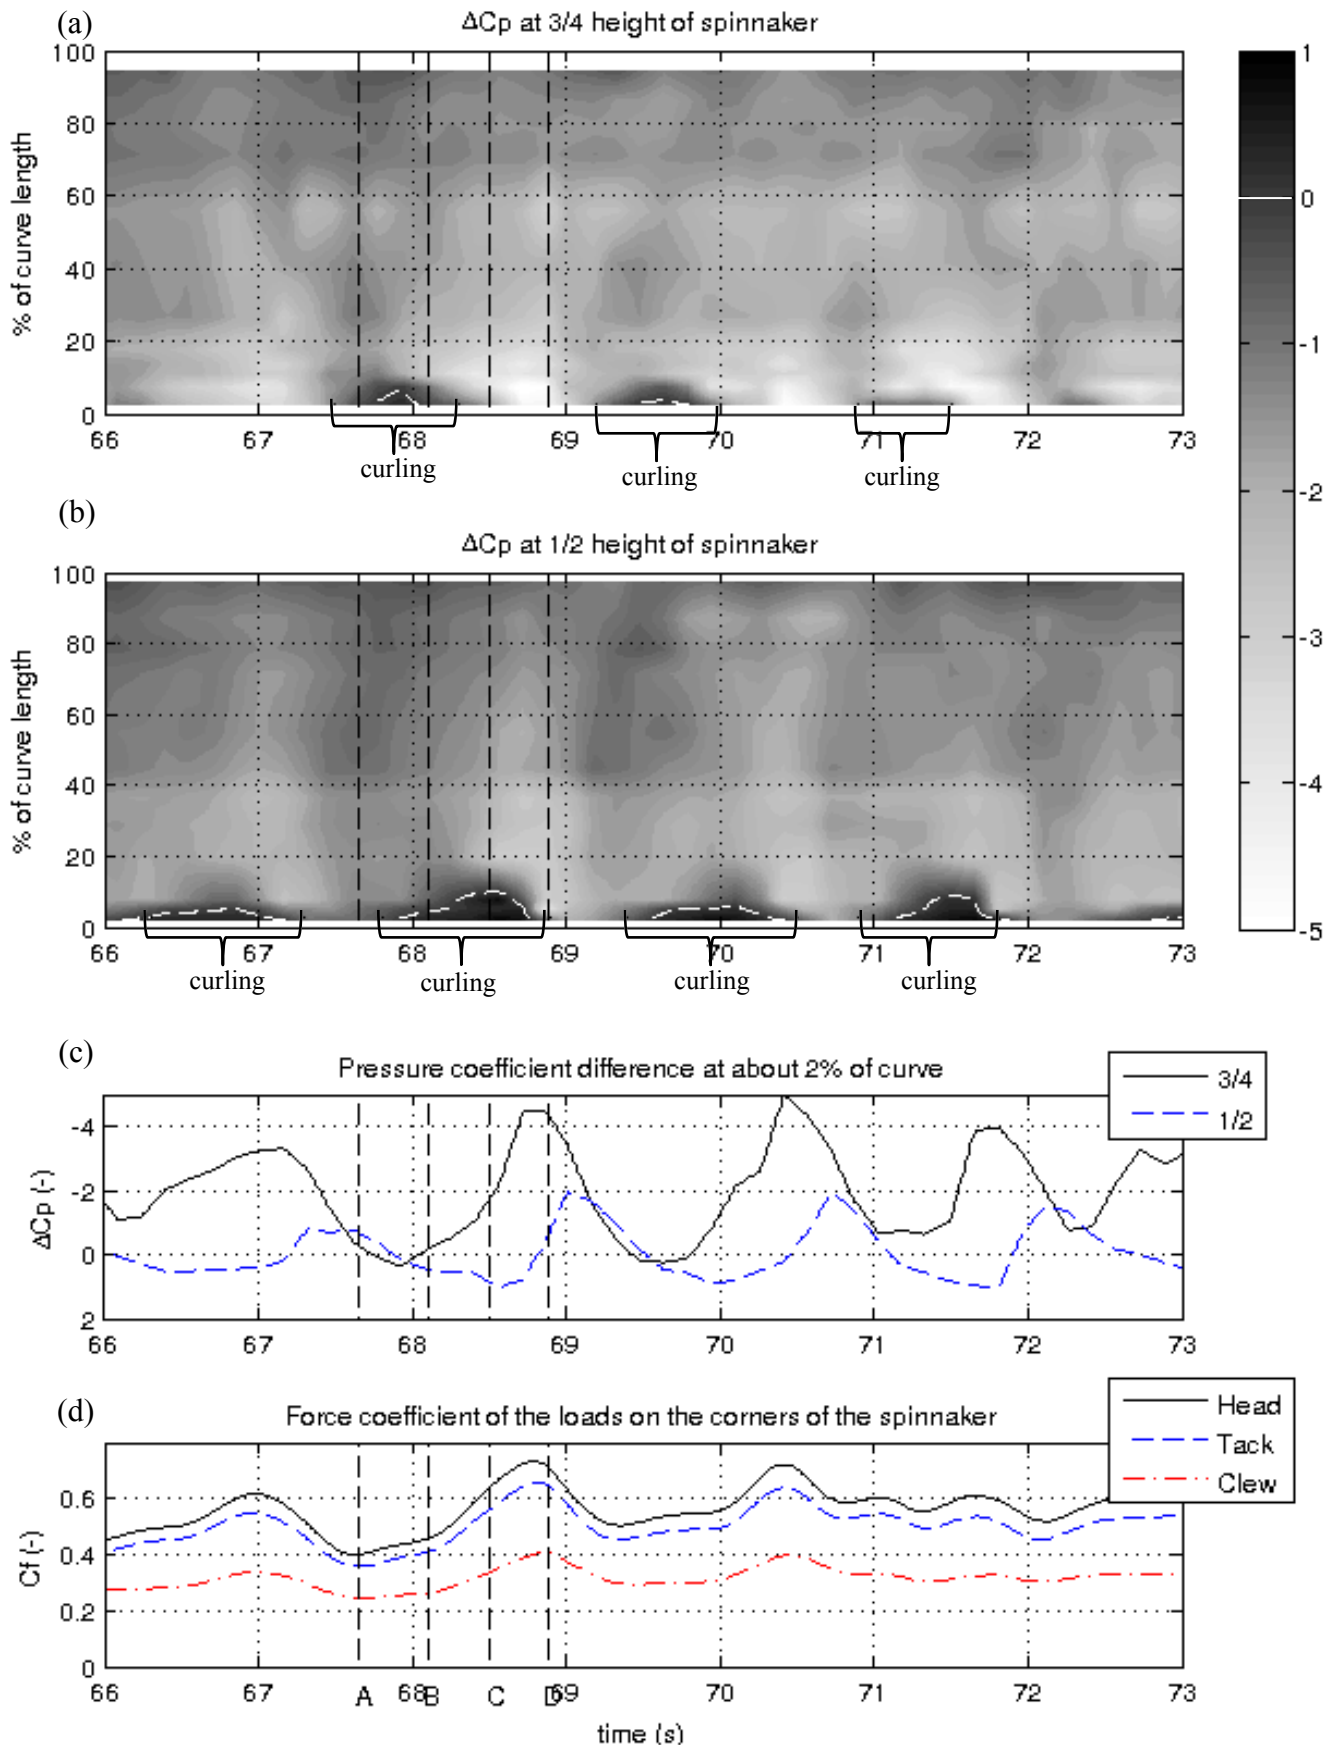 (a)
ΔCp at 3/4 height of spinnaker
100
80
60
40
20
0
% of curve length
66 67 68 69 70 71 72 73
curling curling curling
1
0
-1
-2
-3
-4
-5
(b)
ΔCp at 1/2 height of spinnaker
100
80
60
40
20
0
% of curve length
66 67 68 69 70 71 72 73
curling curling curling curling
(c)
Pressure coefficient difference at about 2% of curve
3/4
1/2
-4
-2
0
2
ΔCp (-)
66 67 68 69 70 71 72 73
(d)
Force coefficient of the loads on the corners of the spinnaker
Head
Tack
Clew
0.6
0.4
0.2
0
Cf (-)
66 67 A 68 B C D 69 70 71 72 73
time (s)